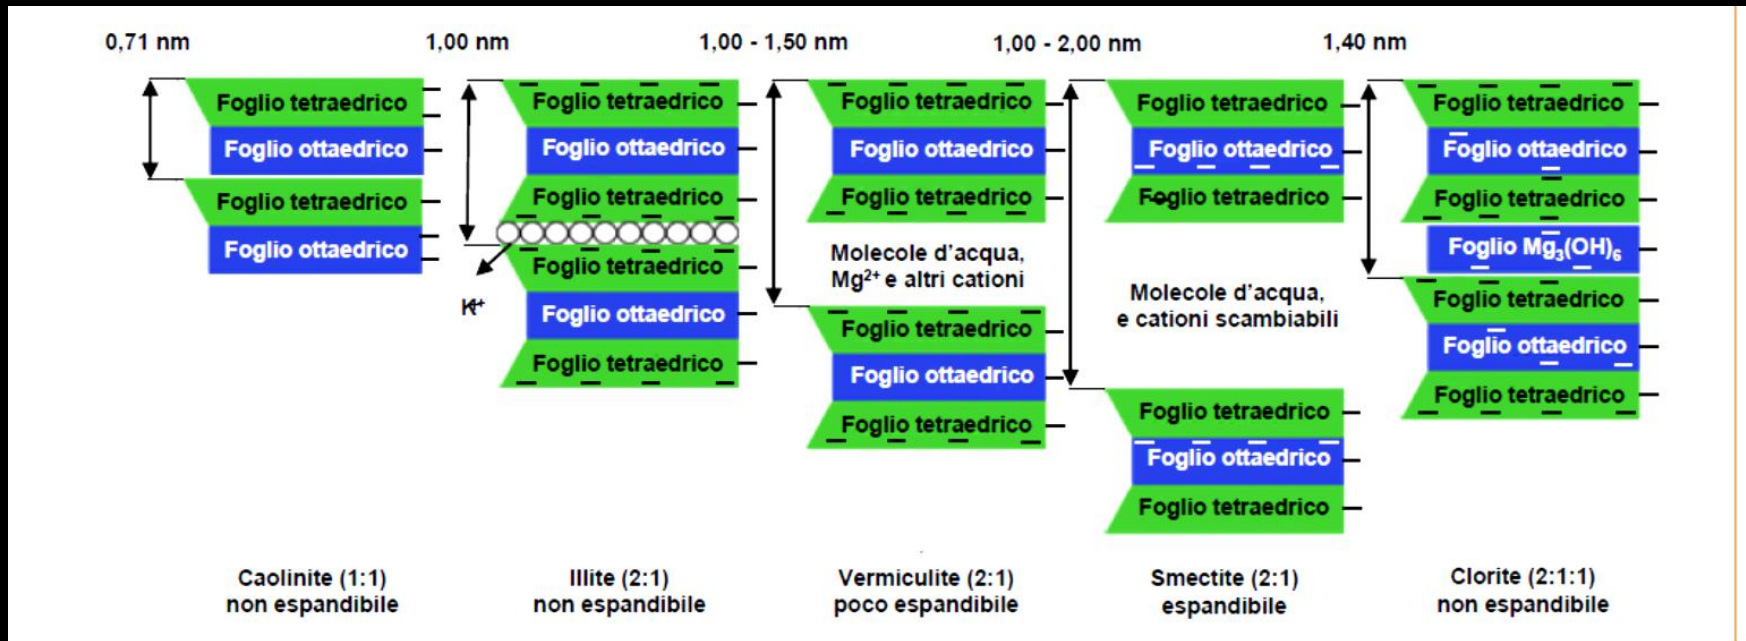 0,71 nm
1,00 nm
1,00 - 1,50 nm
1,00 - 2,00 nm
1,40 nm
Foglio tetraedrico
Foglio ottaedrico
Foglio tetraedrico
Foglio ottaedrico
Foglio tetraedrico
Foglio ottaedrico
Foglio tetraedrico
K+
Foglio tetraedrico
Foglio ottaedrico
Foglio tetraedrico
Foglio tetraedrico
Foglio ottaedrico
Foglio tetraedrico
Molecole d'acqua,
Mg²⁺ e altri cationi
Foglio tetraedrico
Foglio ottaedrico
Foglio tetraedrico
Foglio tetraedrico
Foglio ottaedrico
Foglio tetraedrico
Molecole d'acqua,
e cationi scambiabili
Foglio tetraedrico
Foglio ottaedrico
Foglio tetraedrico
Foglio tetraedrico
Foglio ottaedrico
Foglio tetraedrico
Foglio Mg₃(OH)₆
Foglio tetraedrico
Foglio ottaedrico
Foglio tetraedrico
Caolinite (1:1)
non espandibile
Illite (2:1)
non espandibile
Vermiculite (2:1)
poco espandibile
Smectite (2:1)
espandibile
Clorite (2:1:1)
non espandibile